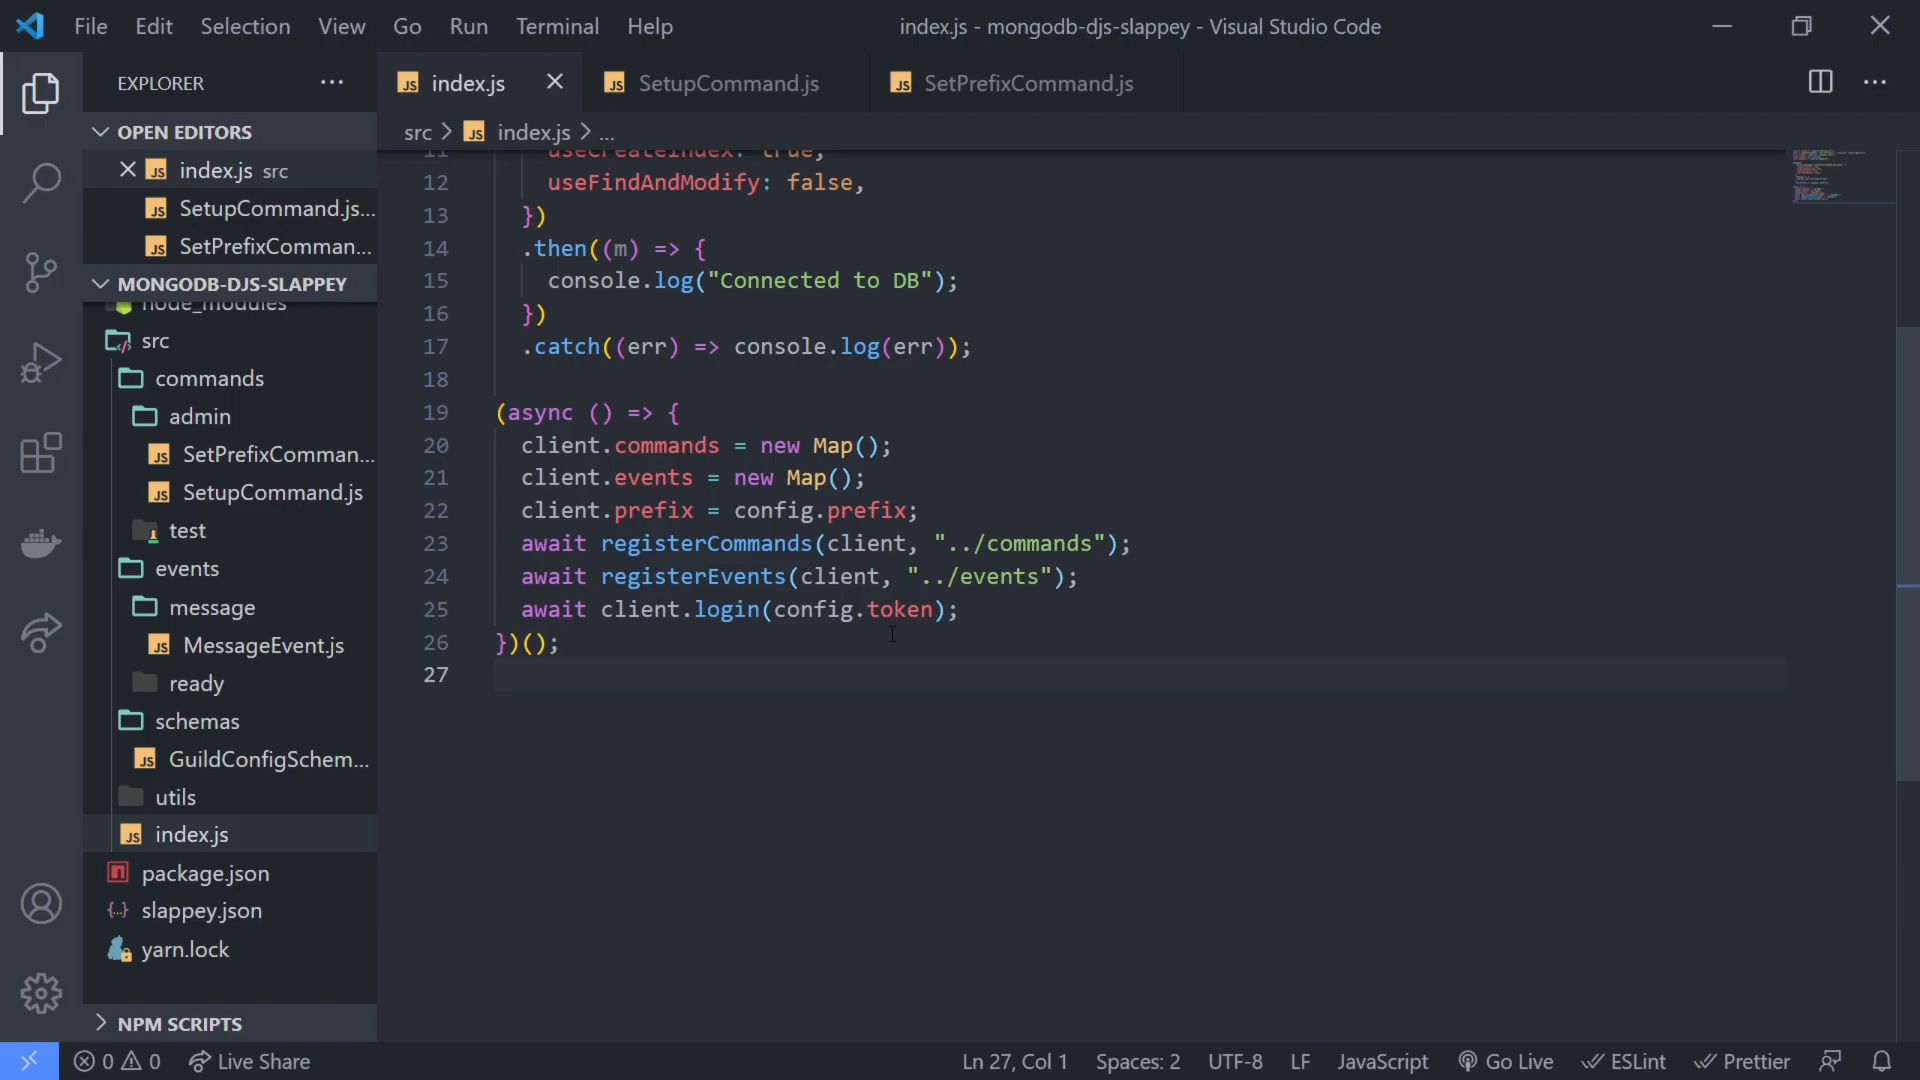 File Edit Selection View Go Run Terminal Help
index.js - mongodb-djs-slappey - Visual Studio Code
EXPLORER
index.js
SetupCommand.js
SetPrefixCommand.js
OPEN EDITORS
index.js src
SetupCommand.js...
SetPrefixComman...
MONGODB-DJS-SLAPPEY
node_modules
src
commands
admin
SetPrefixComman...
SetupCommand.js
test
events
message
MessageEvent.js
ready
schemas
GuildConfigSchem...
utils
index.js
package.json
slappey.json
yarn.lock
NPM SCRIPTS
src > index.js > ...
11 useCreateIndex: true,
12 useFindAndModify: false,
13 })
14 .then((m) => {
15 console.log("Connected to DB");
16 })
17 .catch((err) => console.log(err));
18
19 (async () => {
20 client.commands = new Map();
21 client.events = new Map();
22 client.prefix = config.prefix;
23 await registerCommands(client, "../commands");
24 await registerEvents(client, "../events");
25 await client.login(config.token);
26 })();
27
0 0 Live Share
Ln 27, Col 1 Spaces: 2 UTF-8 LF JavaScript Go Live ESLint Prettier